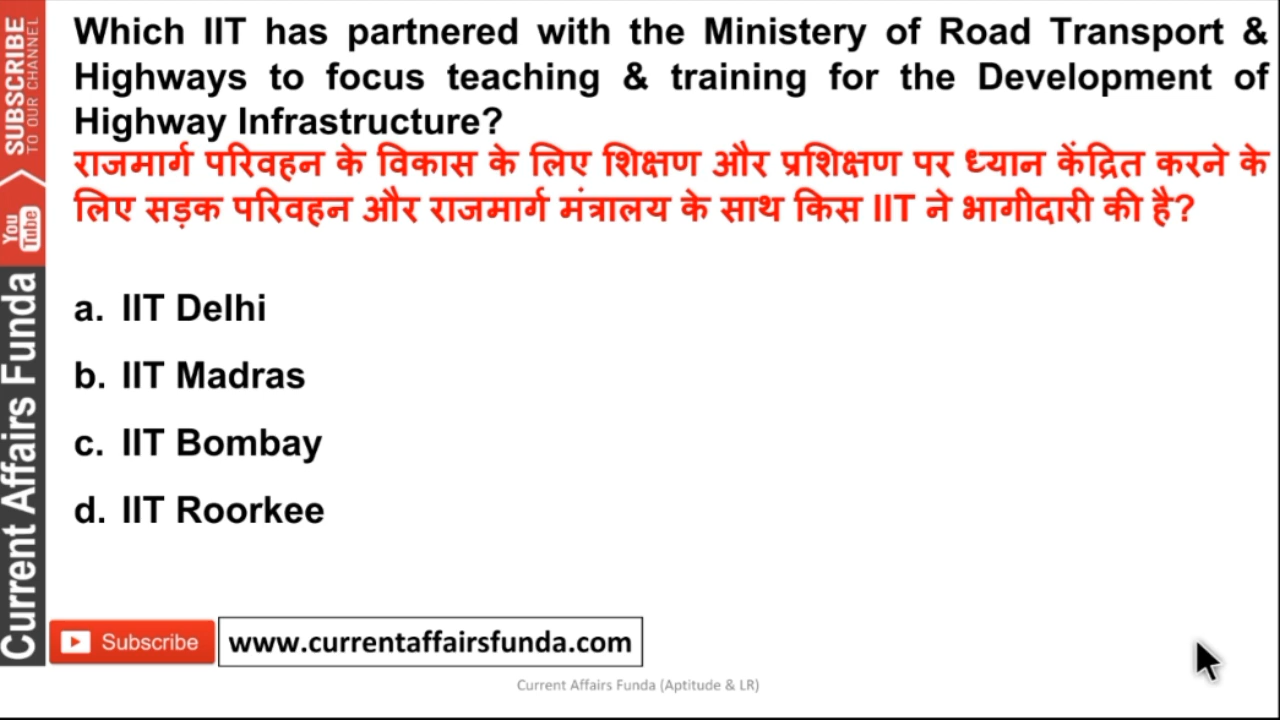 Which IIT has partnered with the Ministery of Road Transport &
Highways to focus teaching & training for the Development of
Highway Infrastructure?
राजमार्ग परिवहन के विकास के लिए शिक्षण और प्रशिक्षण पर ध्यान केंद्रित करने के
लिए सड़क परिवहन और राजमार्ग मंत्रालय के साथ किस IIT ने भागीदारी की है?
a. IIT Delhi
b. IIT Madras
c. IIT Bombay
d. IIT Roorkee
SUBSCRIBE
TO OUR CHANNEL
You
Tube
Current Affairs Funda
Subscribe
www.currentaffairsfunda.com
Current Affairs Funda (Aptitude & LR)